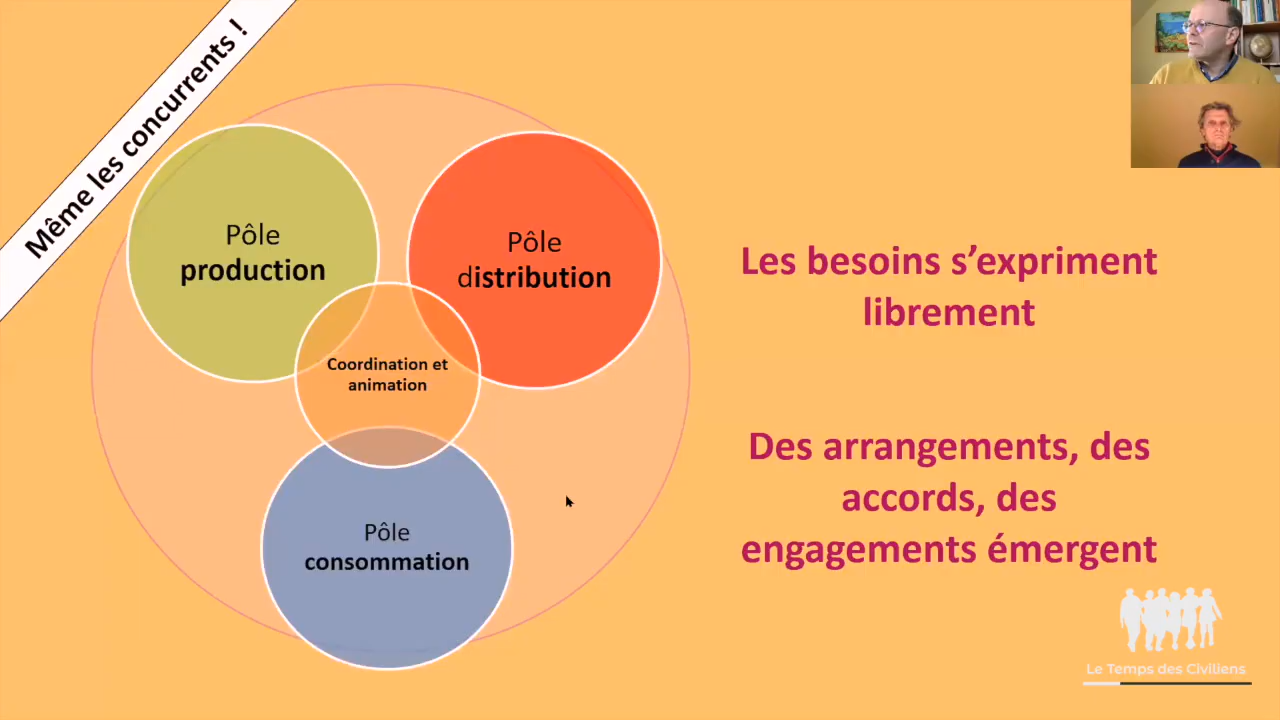 Même les concurrents !
Pôle
production
Pôle
distribution
Coordination et
animation
Pôle
consommation
Les besoins s’expriment
librement
Des arrangements, des
accords, des
engagements émergent
Le Temps des Civiliens